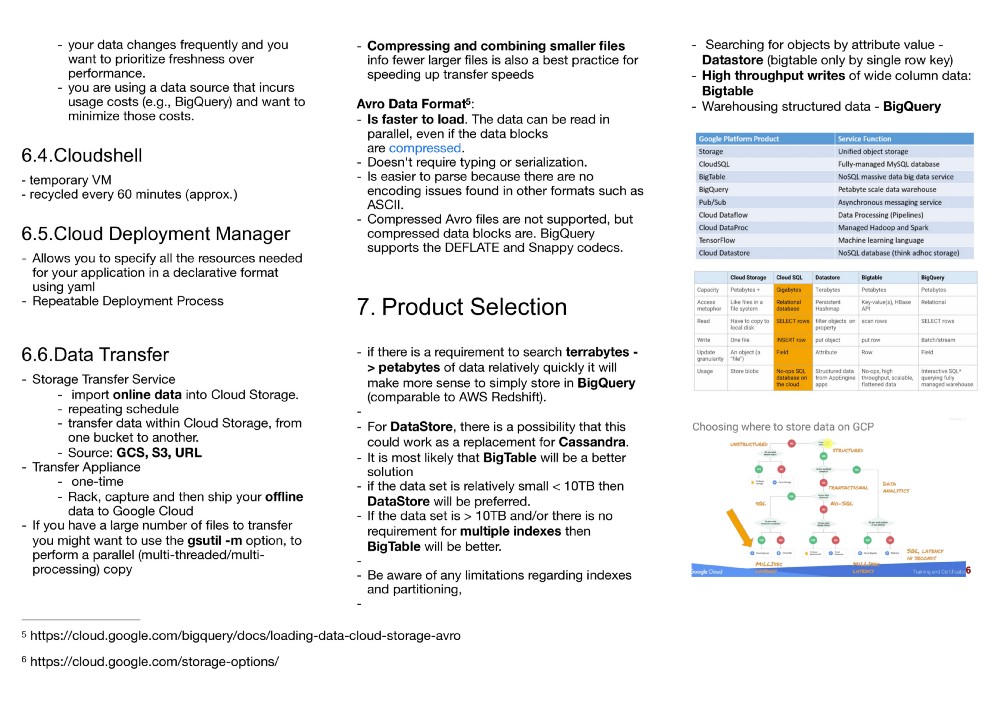 - your data changes frequently and you
want to prioritize freshness over
performance.
- you are using a data source that incurs
usage costs (e.g., BigQuery) and want to
minimize those costs.
6.4.Cloudshell
- temporary VM
- recycled every 60 minutes (approx.)
6.5.Cloud Deployment Manager
- Allows you to specify all the resources needed
for your application in a declarative format
using yaml
- Repeatable Deployment Process
6.6.Data Transfer
- Storage Transfer Service
- import online data into Cloud Storage.
- repeating schedule
- transfer data within Cloud Storage, from
one bucket to another.
- Source: GCS, S3, URL
- Transfer Appliance
- one-time
- Rack, capture and then ship your offline
data to Google Cloud
- If you have a large number of files to transfer
you might want to use the gsutil -m option, to
perform a parallel (multi-threaded/multi-
processing) copy
- Compressing and combining smaller files
info fewer larger files is also a best practice for
speeding up transfer speeds
Avro Data Format5:
- Is faster to load. The data can be read in
parallel, even if the data blocks
are compressed.
- Doesn't require typing or serialization.
- Is easier to parse because there are no
encoding issues found in other formats such as
ASCII.
- Compressed Avro files are not supported, but
compressed data blocks are. BigQuery
supports the DEFLATE and Snappy codecs.
7. Product Selection
- if there is a requirement to search terrabytes -
> petabytes of data relatively quickly it will
make more sense to simply store in BigQuery
(comparable to AWS Redshift).
-
- For DataStore, there is a possibility that this
could work as a replacement for Cassandra.
- It is most likely that BigTable will be a better
solution
- if the data set is relatively small < 10TB then
DataStore will be preferred.
- If the data set is > 10TB and/or there is no
requirement for multiple indexes then
BigTable will be better.
-
- Be aware of any limitations regarding indexes
and partitioning,
-
- Searching for objects by attribute value -
Datastore (bigtable only by single row key)
- High throughput writes of wide column data:
Bigtable
- Warehousing structured data - BigQuery
Google Platform Product Service Function
Storage Unified object storage
CloudSQL Fully-managed MySQL database
BigTable NoSQL massive data big data service
BigQuery Petabyte scale data warehouse
Pub/Sub Asynchronous messaging service
Cloud Dataflow Data Processing (Pipelines)
Cloud DataProc Managed Hadoop and Spark
TensorFlow Machine learning language
Cloud Datastore NoSQL database (think adhoc storage)
Cloud Storage Cloud SQL Datastore Bigtable BigQuery
Capacity Petabytes + Gigabytes Terabytes Petabytes Petabytes
Access metaphor Like files in a file system Relational database Persistent Hashmap Key-value(s), HBase API Relational
Read Have to copy to local disk SELECT rows filter objects on property scan rows SELECT rows
Write One file INSERT row put object put row Batch/stream
Update granularity An object (a "file") Field Attribute Row Field
Usage Store blobs No-ops SQL database on the cloud Structured data from AppEngine apps No-ops, high throughput, scalable, flattened data Interactive SQL* querying fully managed warehouse
Choosing where to store data on GCP
UNSTRUCTURED
STRUCTURED
TRANSACTIONAL
DATA
ANALYTICS
SQL
NO-SQL
SQL, LATENCY
IN SECONDS
MILLISEC
LATENCY
Google Cloud
Training and Certification
6
5 https://cloud.google.com/bigquery/docs/loading-data-cloud-storage-avro
6 https://cloud.google.com/storage-options/